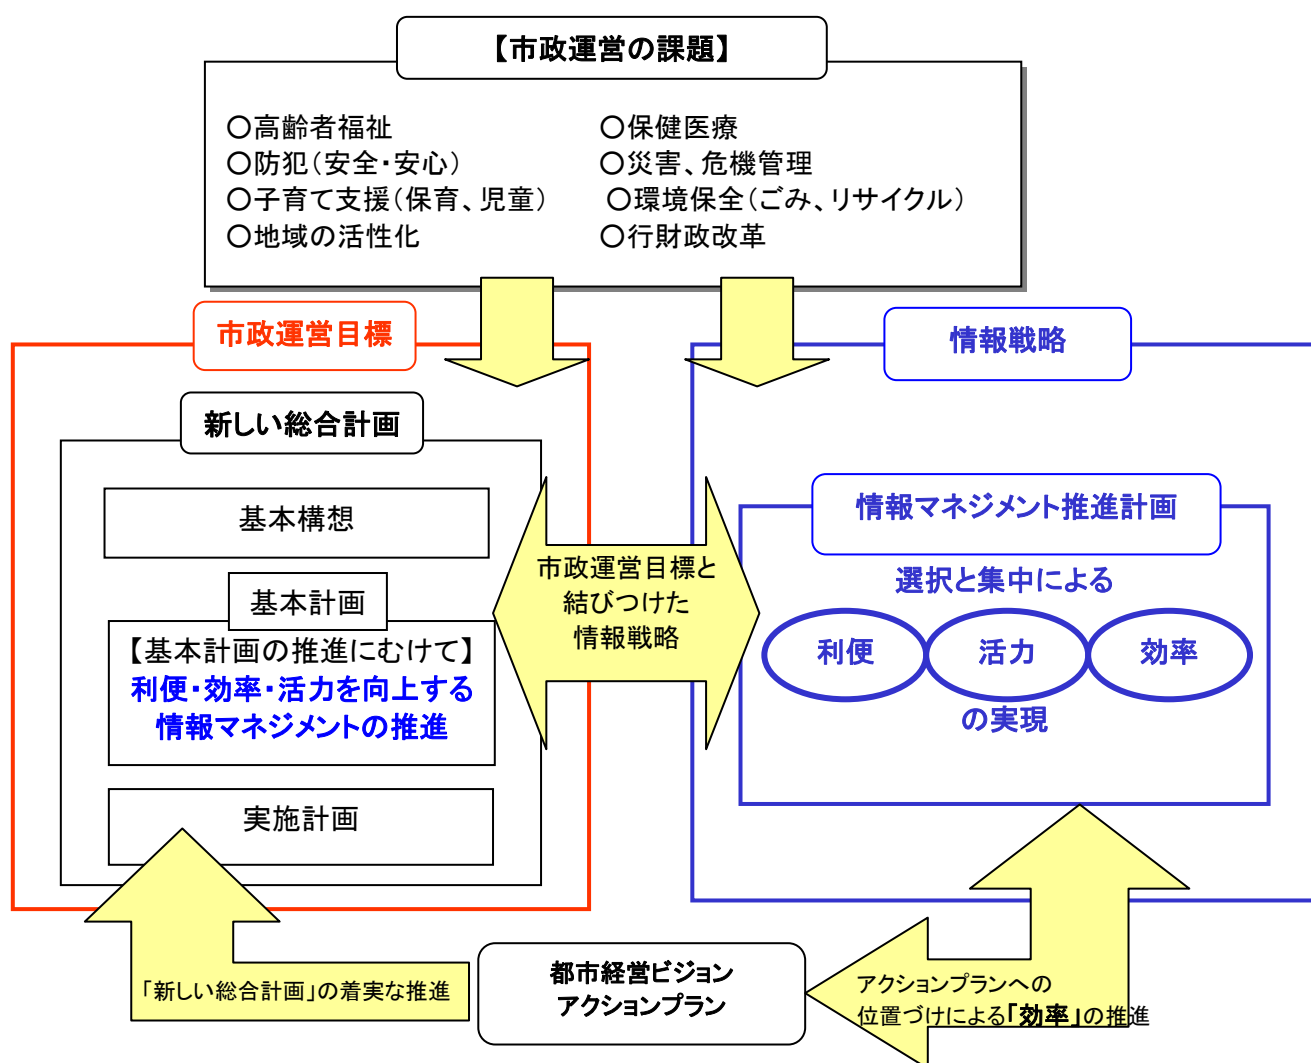 【市政運営の課題】
○高齢者福祉
○防犯(安全・安心)
○子育て支援(保育、児童)
○地域の活性化
○保健医療
○災害、危機管理
○環境保全(ごみ、リサイクル)
○行財政改革
市政運営目標
新しい総合計画
基本構想
基本計画
【基本計画の推進にむけて】
利便・効率・活力を向上する
情報マネジメントの推進
実施計画
市政運営目標と
結びつけた
情報戦略
情報戦略
情報マネジメント推進計画
選択と集中による
利便
活力
効率
の実現
「新しい総合計画」の着実な推進
都市経営ビジョン
アクションプラン
アクションプランへの
位置づけによる「効率」の推進